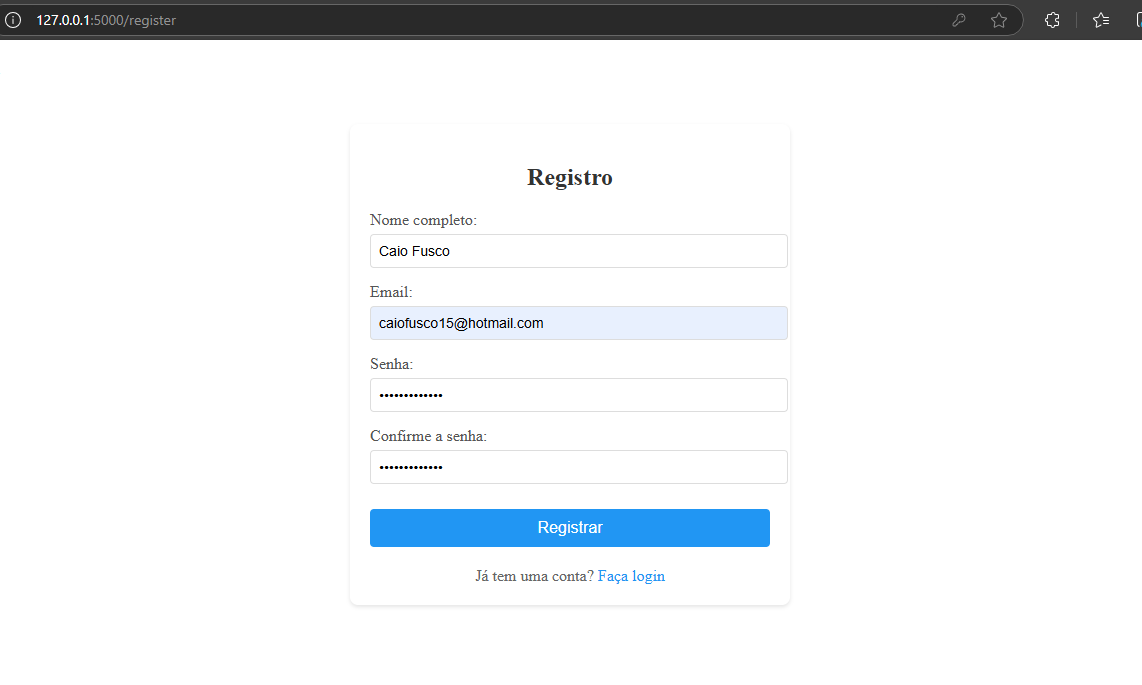 127.0.0.1:5000/register
Registro
Nome completo:
Caio Fusco
Email:
caiofusco15@hotmail.com
Senha:
•••••••••••••
Confirme a senha:
•••••••••••••
Registrar
Já tem uma conta? Faça login